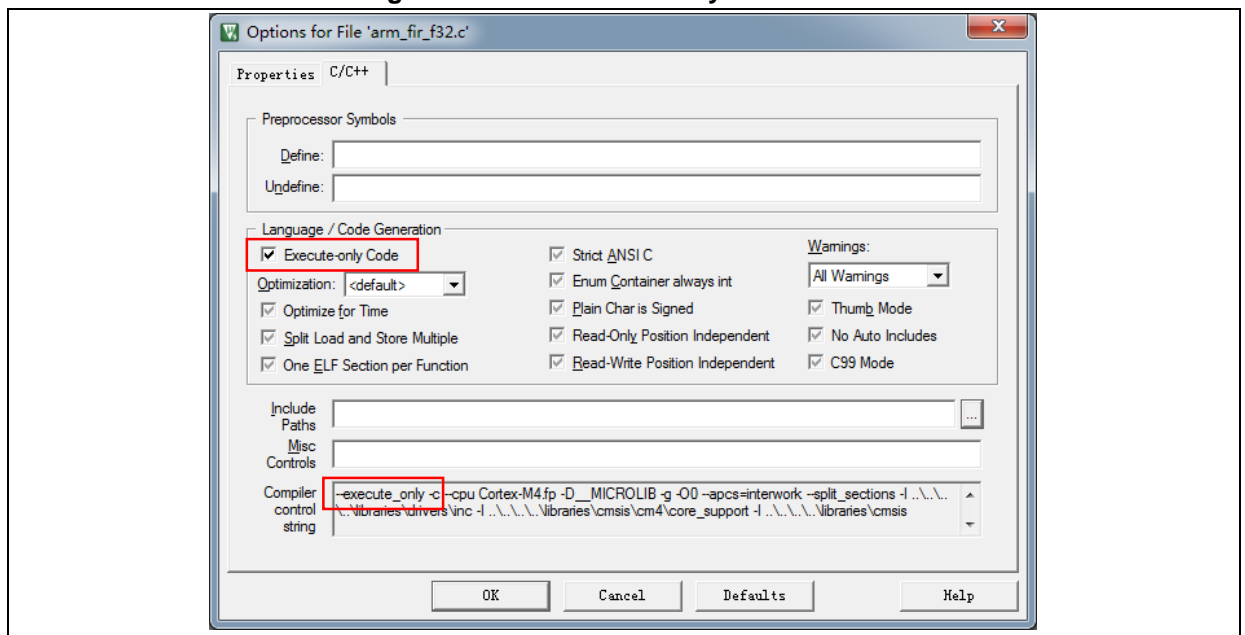 Options for File 'arm_fir_f32.c'
Properties C/C++
Preprocessor Symbols
Define:
Undefine:
Language / Code Generation
Execute-only Code
Strict ANSI C
Warnings:
Optimization: <default>
Enum Container always int
All Warnings
Optimize for Time
Plain Char is Signed
Thumb Mode
Split Load and Store Multiple
Read-Only Position Independent
No Auto Includes
One ELF Section per Function
Read-Write Position Independent
C99 Mode
Include
Paths
...
Misc
Controls
Compiler
control
string
--execute_only -c --cpu Cortex-M4.fp -D__MICROLIB -g -O0 --apcs=interwork --split_sections -I ..\..\..
\..\libraries\drivers\inc -I ..\..\..\..\libraries\cmsis\cm4\core_support -I ..\..\..\..\libraries\cmsis
OK Cancel Defaults Help